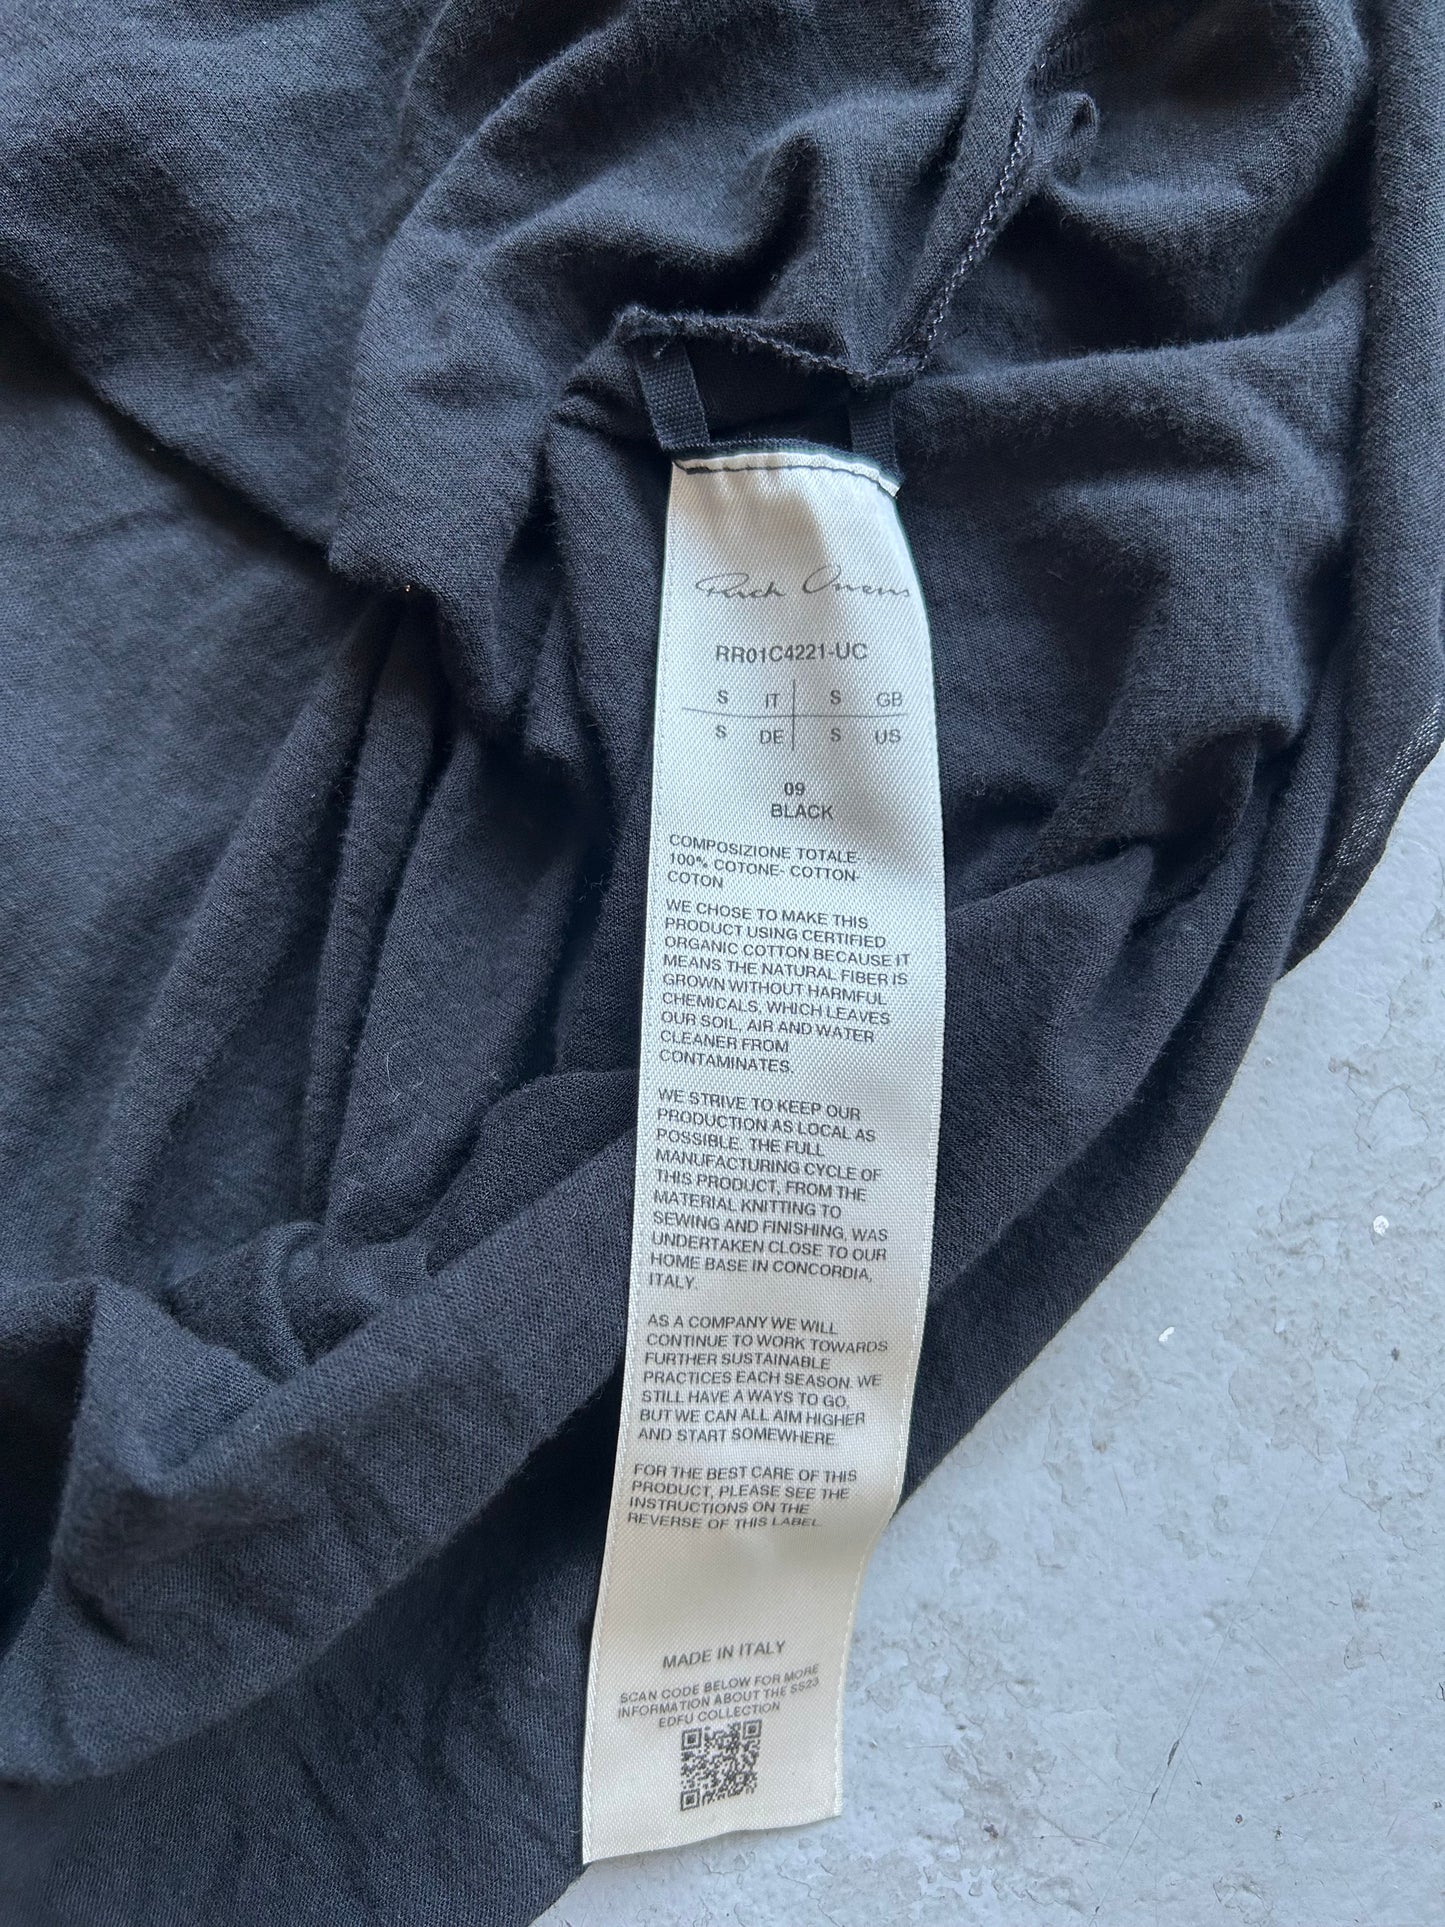 Rick Owens
RR01C4221-UC
S IT S GB
S DE S US
09
BLACK
COMPOSIZIONE TOTALE-
100% COTONE- COTTON-
COTON
WE CHOSE TO MAKE THIS
PRODUCT USING CERTIFIED
ORGANIC COTTON BECAUSE IT
MEANS THE NATURAL FIBER IS
GROWN WITHOUT HARMFUL
CHEMICALS, WHICH LEAVES
OUR SOIL, AIR AND WATER
CLEANER FROM
CONTAMINATES.
WE STRIVE TO KEEP OUR
PRODUCTION AS LOCAL AS
POSSIBLE. THE FULL
MANUFACTURING CYCLE OF
THIS PRODUCT, FROM THE
MATERIAL KNITTING TO
SEWING AND FINISHING, WAS
UNDERTAKEN CLOSE TO OUR
HOME BASE IN CONCORDIA,
ITALY.
AS A COMPANY WE WILL
CONTINUE TO WORK TOWARDS
FURTHER SUSTAINABLE
PRACTICES EACH SEASON. WE
STILL HAVE A WAYS TO GO,
BUT WE CAN ALL AIM HIGHER
AND START SOMEWHERE.
FOR THE BEST CARE OF THIS
PRODUCT, PLEASE SEE THE
INSTRUCTIONS ON THE
REVERSE OF THIS LABEL.
MADE IN ITALY
SCAN CODE BELOW FOR MORE
INFORMATION ABOUT THE SS23
EDFU COLLECTION